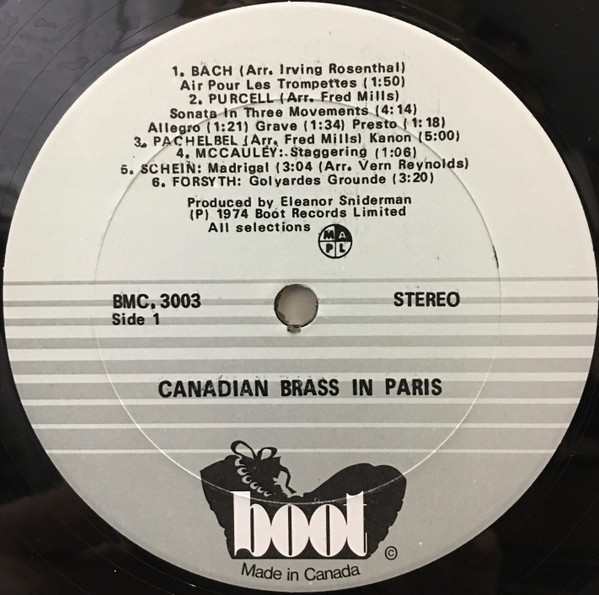 1. BACH (Arr. Irving Rosenthal)
Air Pour Les Trompettes (1:50)
2. PURCELL (Arr. Fred Mills)
Sonata In Three Movements (4:14)
Allegro (1:21) Grave (1:34) Presto (1:18)
3. PACHELBEL (Arr. Fred Mills) Kanon (5:00)
4. MCCAULEY: Staggering (1:06)
5. SCHEIN: Madrigal (3:04 (Arr. Vern Reynolds)
6. FORSYTH: Golyardes Grounde (3:20)
Produced by Eleanor Sniderman
(P) 1974 Boot Records Limited
All selections MAPL
BMC. 3003 STEREO
Side 1
CANADIAN BRASS IN PARIS
boot ©
Made in Canada